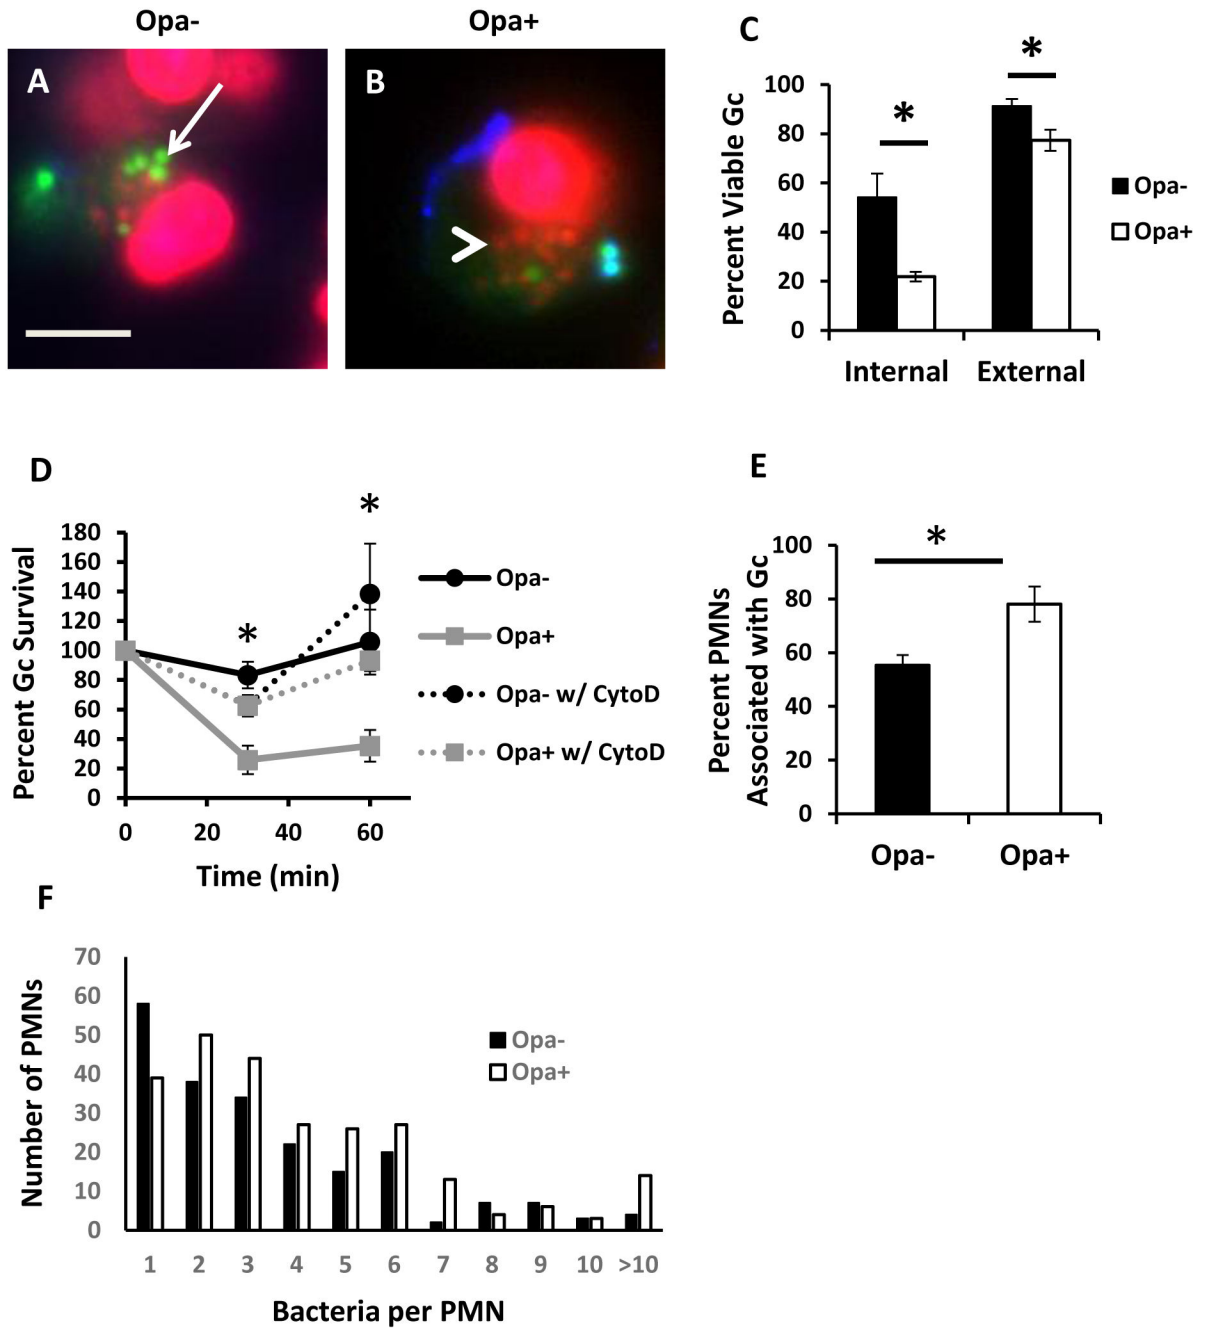 Opa-
Opa+
A
B
C
*
*
Percent Viable Gc
100
80
60
40
20
0
Internal
External
Opa-
Opa+
D
*
*
Percent Gc Survival
180
160
140
120
100
80
60
40
20
0
0
20
40
60
Time (min)
Opa-
Opa+
Opa- w/ CytoD
Opa+ w/ CytoD
E
*
Percent PMNs
Associated with Gc
100
80
60
40
20
0
Opa-
Opa+
F
Number of PMNs
70
60
50
40
30
20
10
0
1 2 3 4 5 6 7 8 9 10 >10
Bacteria per PMN
Opa-
Opa+